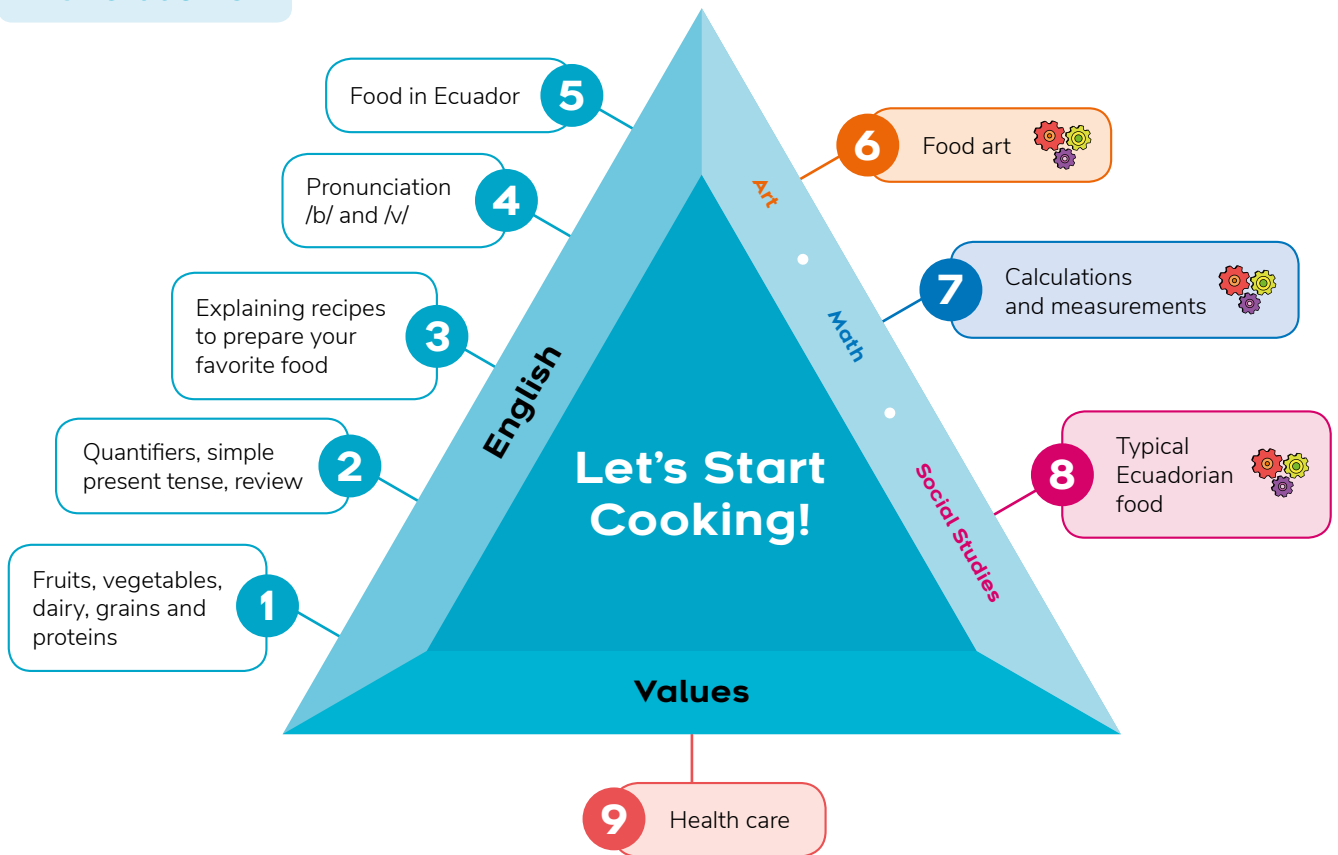 5
Food in Ecuador
4
Pronunciation
/b/ and /v/
3
Explaining recipes
to prepare your
favorite food
2
Quantifiers, simple
present tense, review
1
Fruits, vegetables,
dairy, grains and
proteins
English
Let's Start
Cooking!
Art
Math
Social Studies
6
Food art
7
Calculations
and measurements
8
Typical
Ecuadorian
food
Values
9
Health care